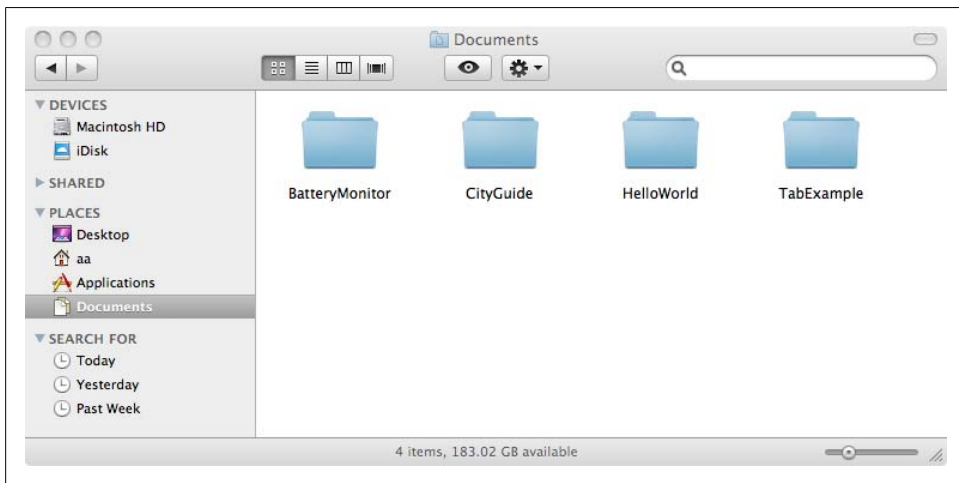 Documents
DEVICES
Macintosh HD
iDisk
SHARED
PLACES
Desktop
aa
Applications
Documents
SEARCH FOR
Today
Yesterday
Past Week
BatteryMonitor
CityGuide
HelloWorld
TabExample
4 items, 183.02 GB available